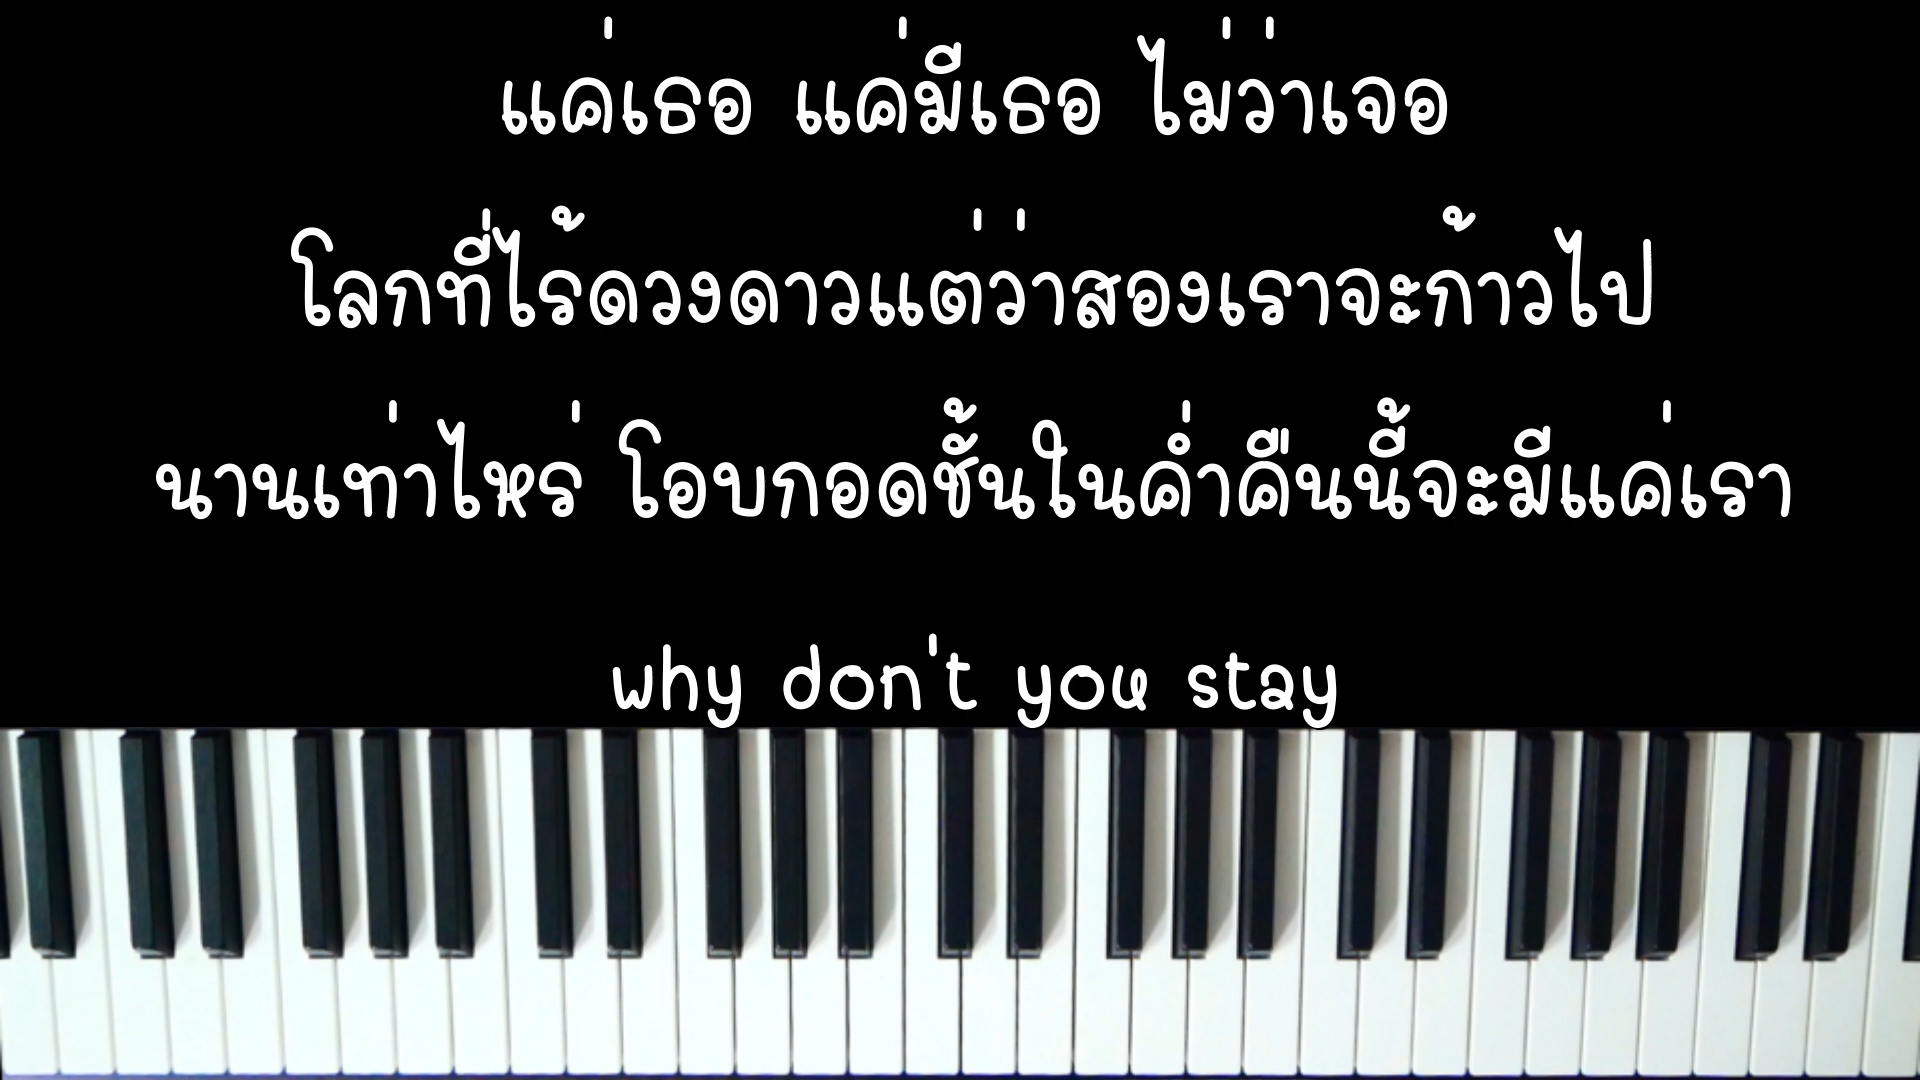 แค่เธอ แค่มีเธอ ไม่ว่าเจอ
โลกที่ไร้ดวงดาวแต่ว่าสองเราจะก้าวไป
นานเท่าไหร่ โอบกอดชั้นในค่ำคืนนี้จะมีแค่เรา
why don't you stay